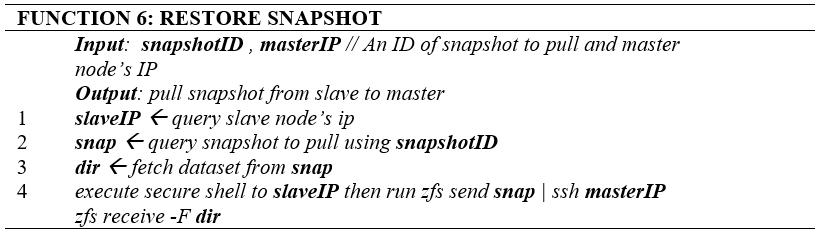 FUNCTION 6: RESTORE SNAPSHOT
Input: snapshotID , masterIP // An ID of snapshot to pull and master
node's IP
Output: pull snapshot from slave to master
1 slaveIP ← query slave node's ip
2 snap ← query snapshot to pull using snapshotID
3 dir ← fetch dataset from snap
4 execute secure shell to slaveIP then run zfs send snap | ssh masterIP
zfs receive -F dir